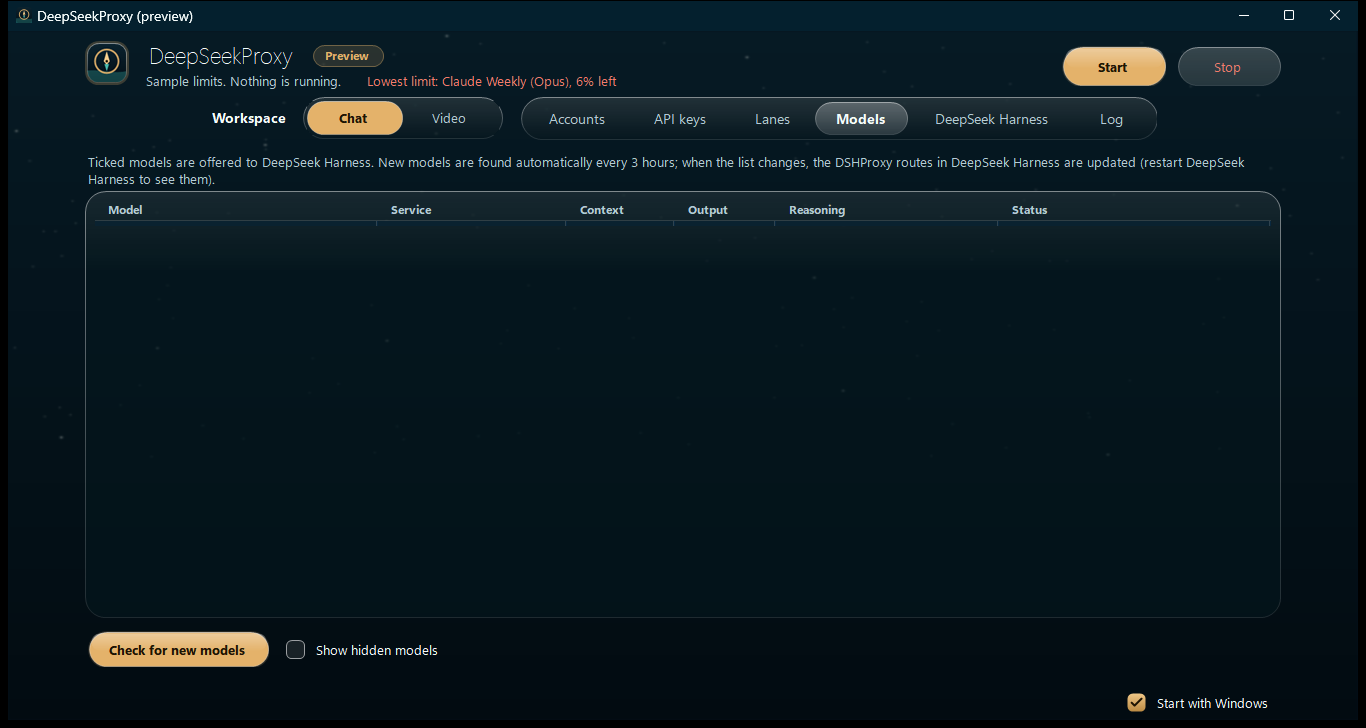 DeepSeekProxy (preview)
DeepSeekProxy
Preview
Sample limits. Nothing is running.
Lowest limit: Claude Weekly (Opus), 6% left
Start
Stop
Workspace
Chat
Video
Accounts
API keys
Lanes
Models
DeepSeek Harness
Log
Ticked models are offered to DeepSeek Harness. New models are found automatically every 3 hours; when the list changes, the DSHProxy routes in DeepSeek Harness are updated (restart DeepSeek
Harness to see them).
Model
Service
Context
Output
Reasoning
Status
Check for new models
Show hidden models
Start with Windows